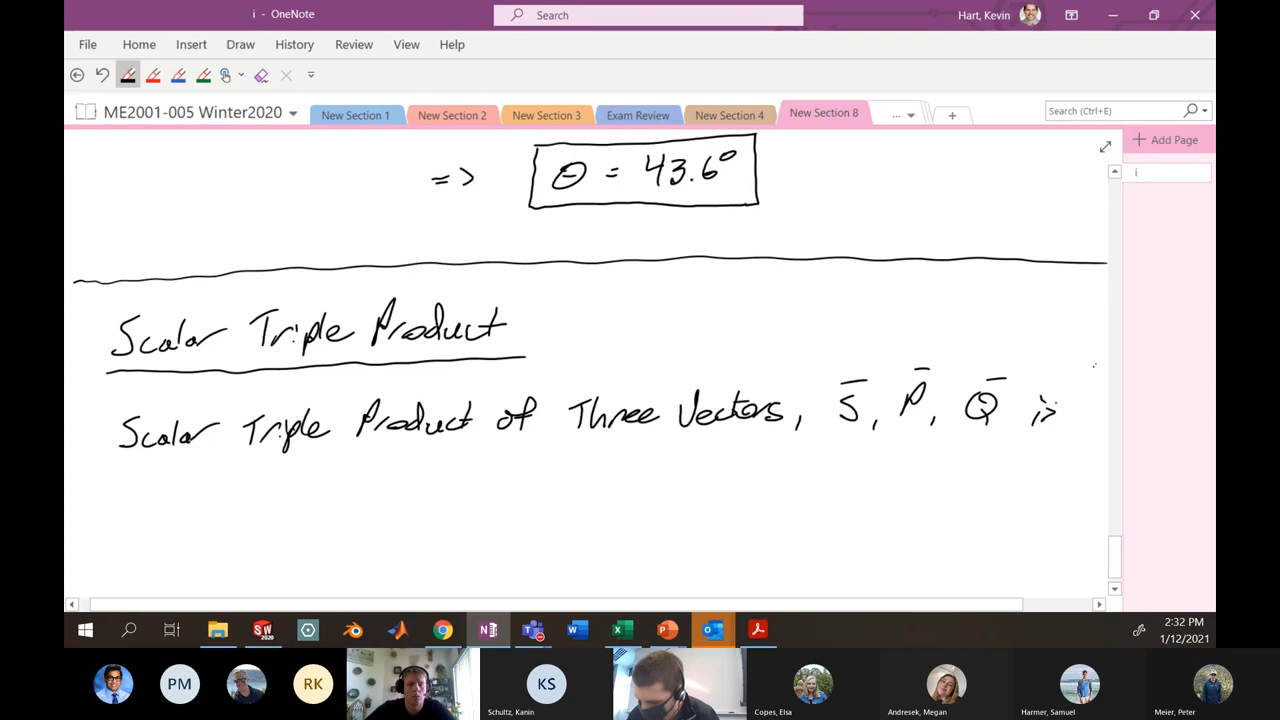 i - OneNote
Search
Hart, Kevin
File Home Insert Draw History Review View Help
ME2001-005 Winter2020
New Section 1
New Section 2
New Section 3
Exam Review
New Section 4
New Section 8
...
Search (Ctrl+E)
Add Page
i
=> θ = 43.6°
Scalar Triple Product
Scalar Triple Product of Three Vectors, S̄, P̄, Q̄ is
SW
2020
2:32 PM
1/12/2021
PM
RK
KS
Schultz, Kanin
Copes, Elsa
Andresek, Megan
Harmer, Samuel
Meier, Peter